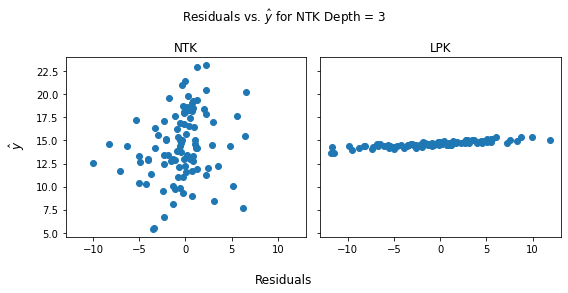 Residuals vs. ŷ for NTK Depth = 3
NTK
LPK
22.5
20.0
17.5
15.0
12.5
10.0
7.5
5.0
ŷ
−10 −5 0 5 10
−10 −5 0 5 10
Residuals